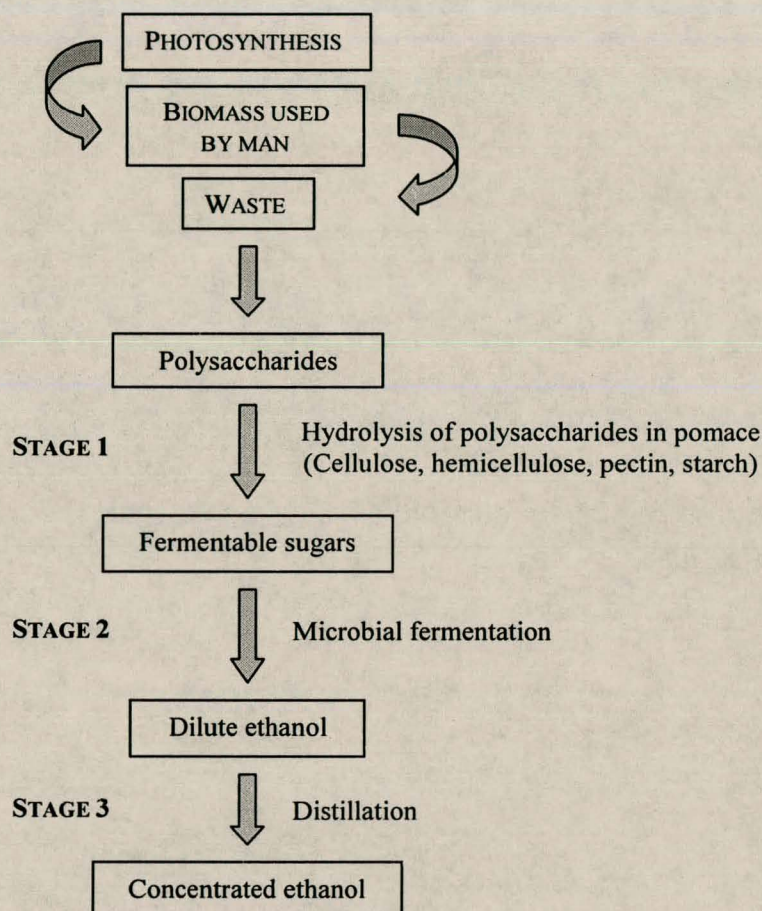 PHOTOSYNTHESIS
BIOMASS USED
BY MAN
WASTE
Polysaccharides
STAGE 1
Hydrolysis of polysaccharides in pomace
(Cellulose, hemicellulose, pectin, starch)
Fermentable sugars
STAGE 2
Microbial fermentation
Dilute ethanol
STAGE 3
Distillation
Concentrated ethanol